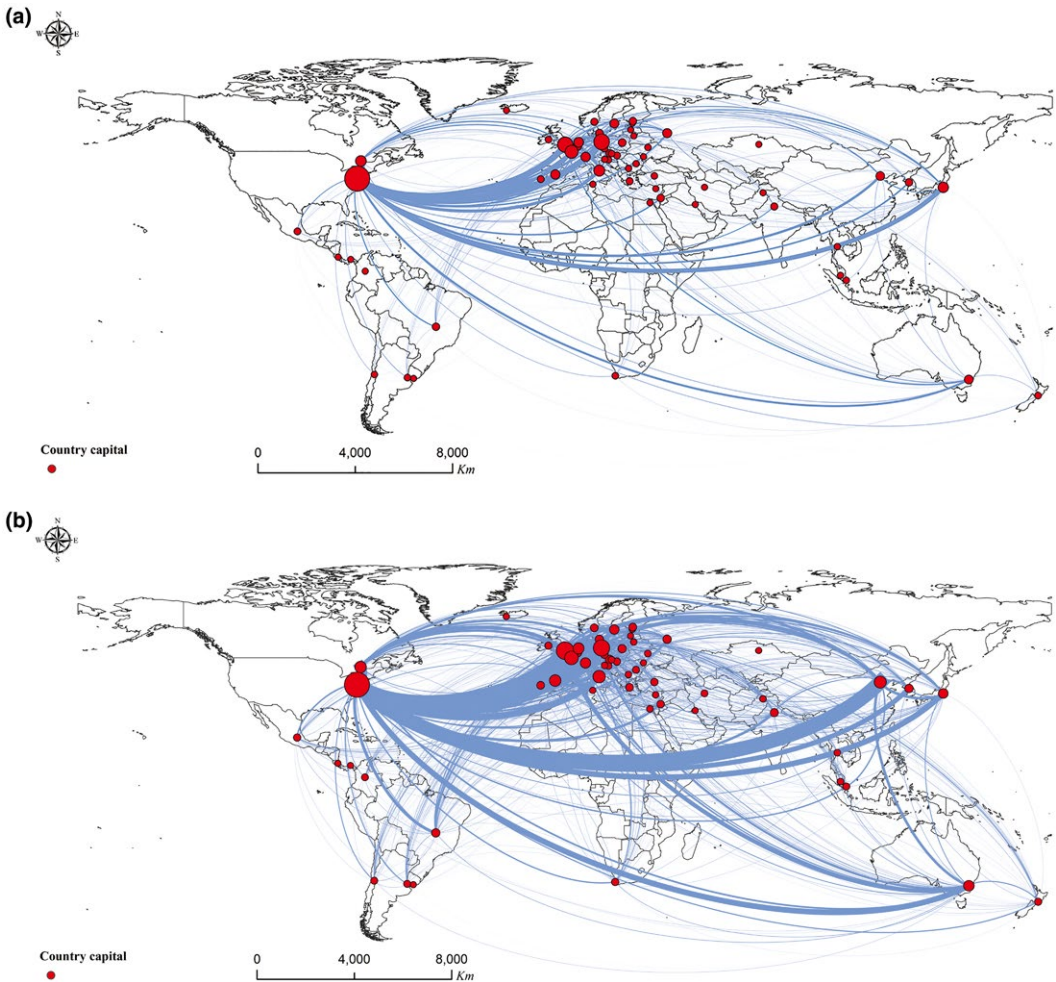 (a)
N
W E
S
Country capital
0 4,000 8,000
Km
(b)
N
W E
S
Country capital
0 4,000 8,000
Km